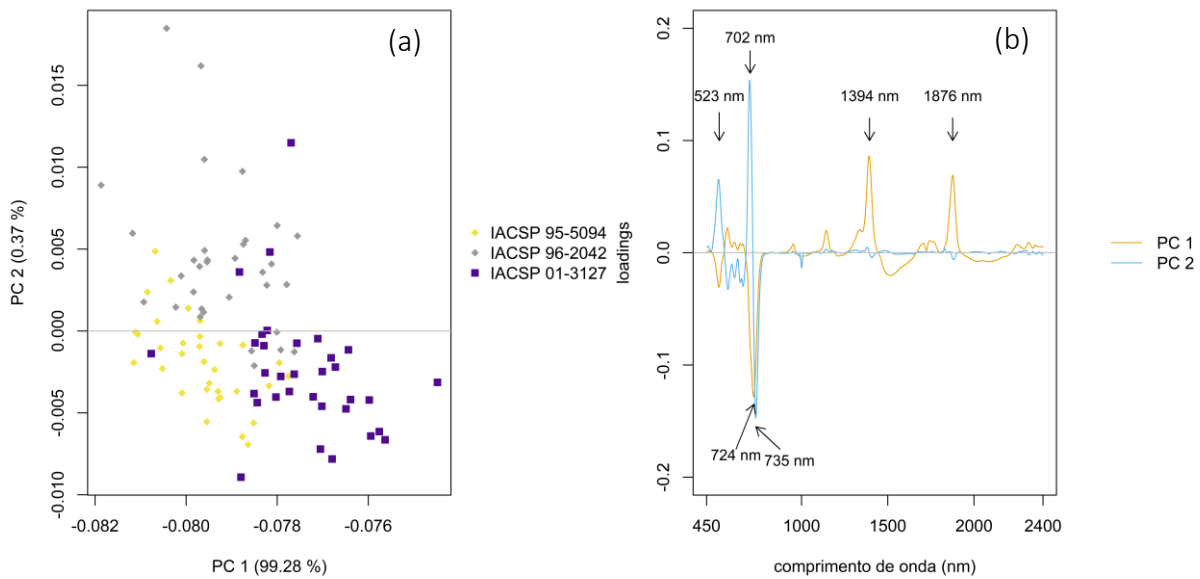 (a)
PC 2 (0.37 %)
0.015
0.010
0.005
0.000
-0.005
-0.010
-0.082
-0.080
-0.078
-0.076
PC 1 (99.28 %)
IACSP 95-5094
IACSP 96-2042
IACSP 01-3127
(b)
loadings
0.2
0.1
0.0
-0.1
-0.2
702 nm
523 nm
1394 nm
1876 nm
724 nm
735 nm
450
1000
1500
2000
2400
comprimento de onda (nm)
PC 1
PC 2